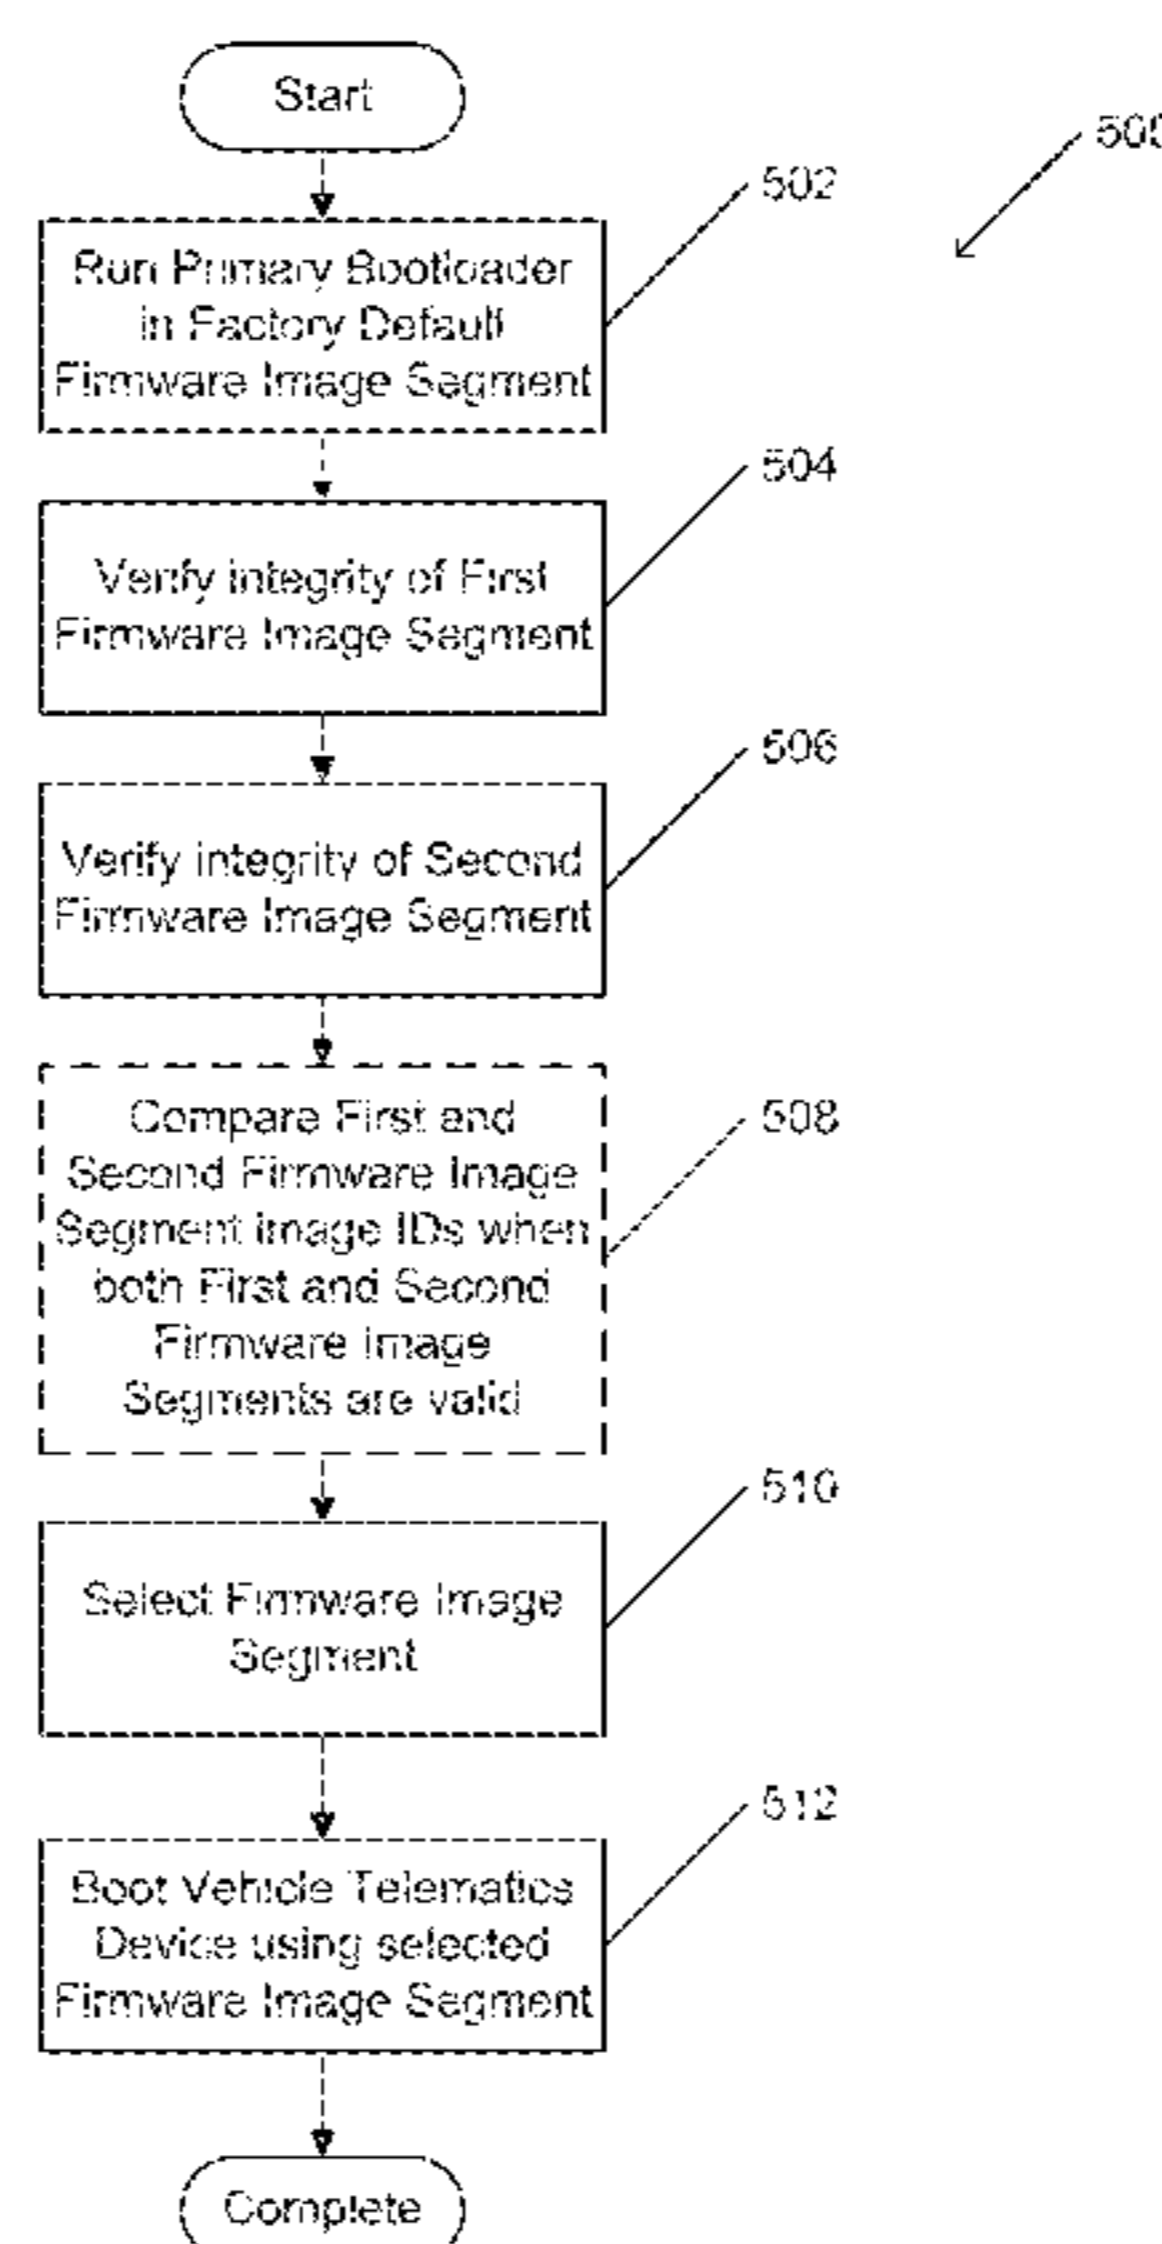 Start
500
502
Run Primary Bootloader
in Factory Default
Firmware Image Segment
504
Verify integrity of First
Firmware Image Segment
506
Verify integrity of Second
Firmware Image Segment
508
Compare First and
Second Firmware Image
Segment image IDs when
both First and Second
Firmware Image
Segments are valid
510
Select Firmware Image
Segment
512
Boot Vehicle Telematics
Device using selected
Firmware Image Segment
Complete